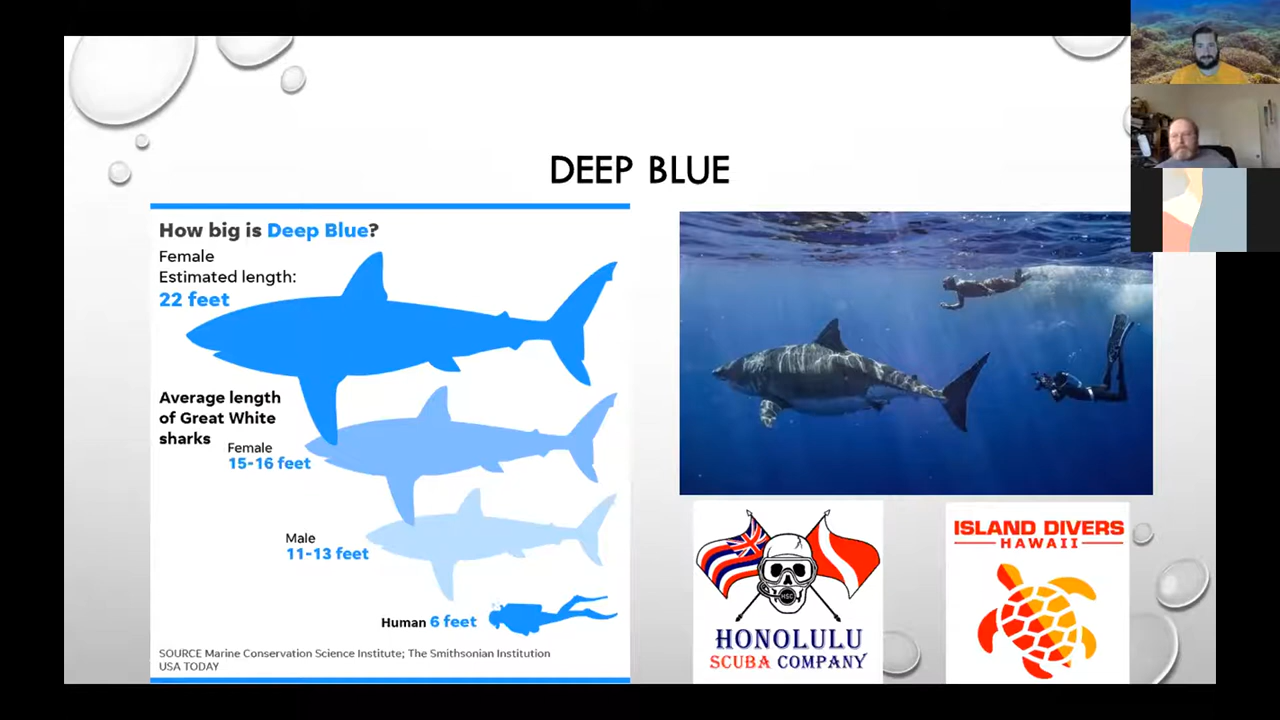 DEEP BLUE
How big is Deep Blue?
Female
Estimated length:
22 feet
Average length
of Great White
sharks
Female
15-16 feet
Male
11-13 feet
Human 6 feet
SOURCE Marine Conservation Science Institute; The Smithsonian Institution
USA TODAY
HSC
HONOLULU
SCUBA COMPANY
ISLAND DIVERS
HAWAII